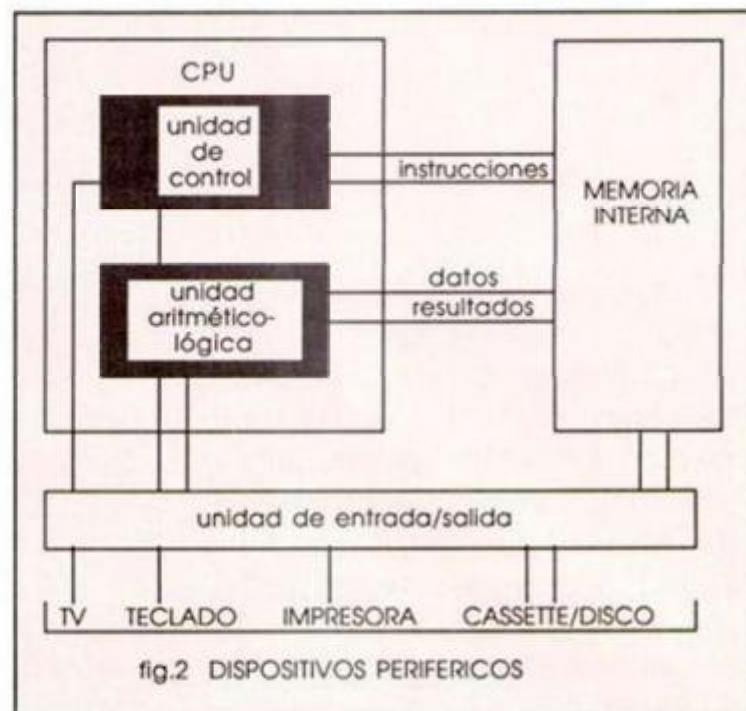 CPU
unidad
de
control
instrucciones
MEMORIA
INTERNA
datos
unidad
aritmético-
lógica
resultados
unidad de entrada/salida
TV TECLADO IMPRESORA CASSETTE/DISCO
fig.2 DISPOSITIVOS PERIFERICOS